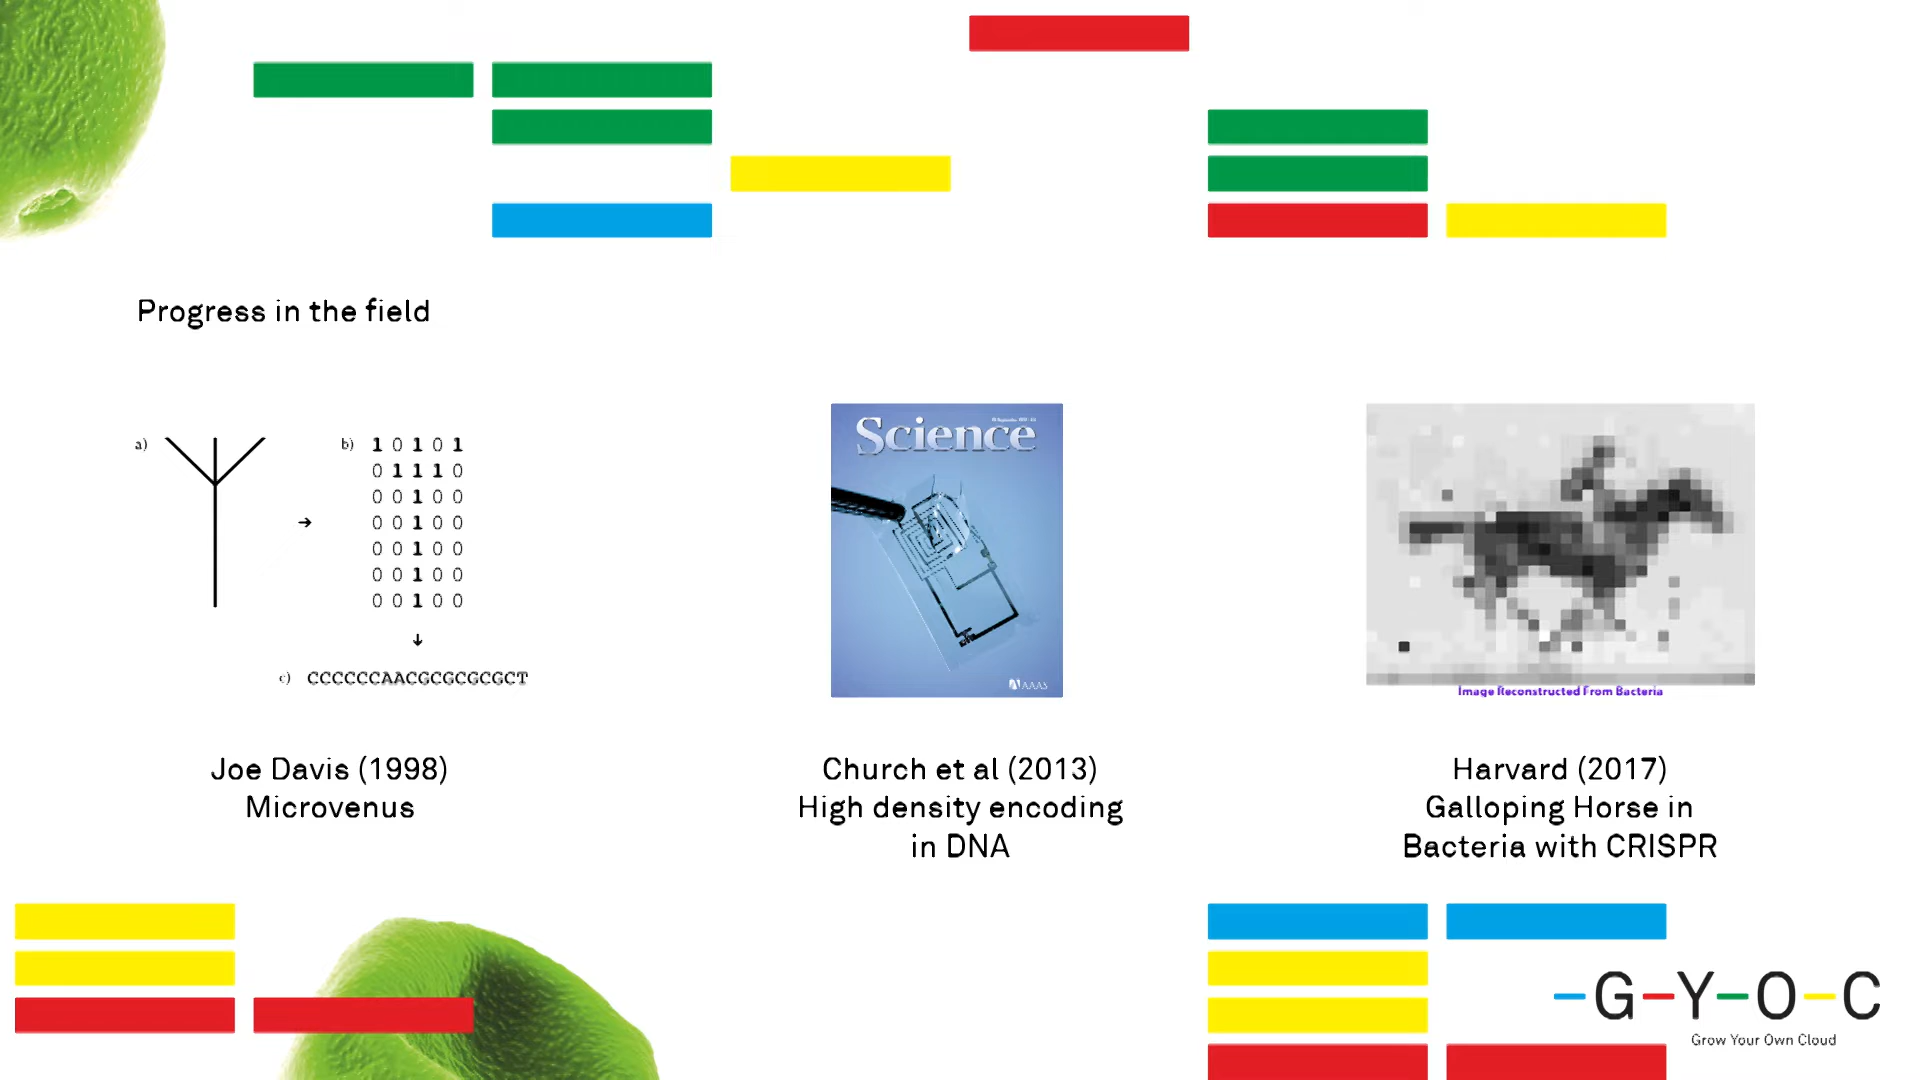 Progress in the field
a)
b) 1 0 1 0 1
0 1 1 1 0
0 0 1 0 0
0 0 1 0 0
0 0 1 0 0
0 0 1 0 0
0 0 1 0 0
c) CCCCCCAACGCGCGCGCT
Science
AAAS
Image Reconstructed From Bacteria
Joe Davis (1998)
Microvenus
Church et al (2013)
High density encoding
in DNA
Harvard (2017)
Galloping Horse in
Bacteria with CRISPR
G-Y-O-C
Grow Your Own Cloud